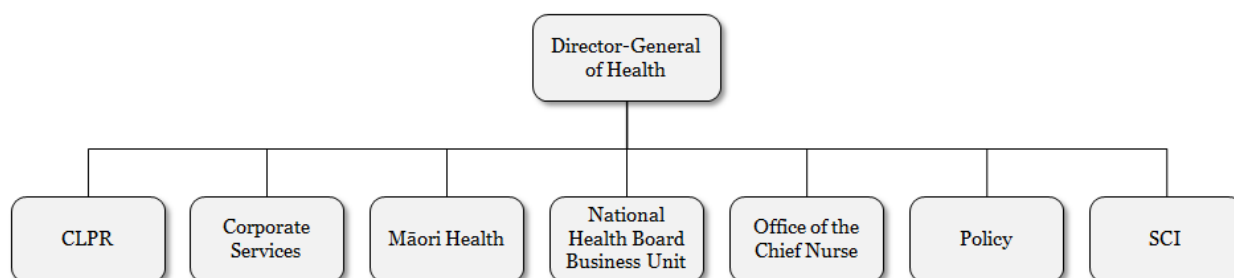 Director-General
of Health
CLPR
Corporate
Services
Māori Health
National
Health Board
Business Unit
Office of the
Chief Nurse
Policy
SCI